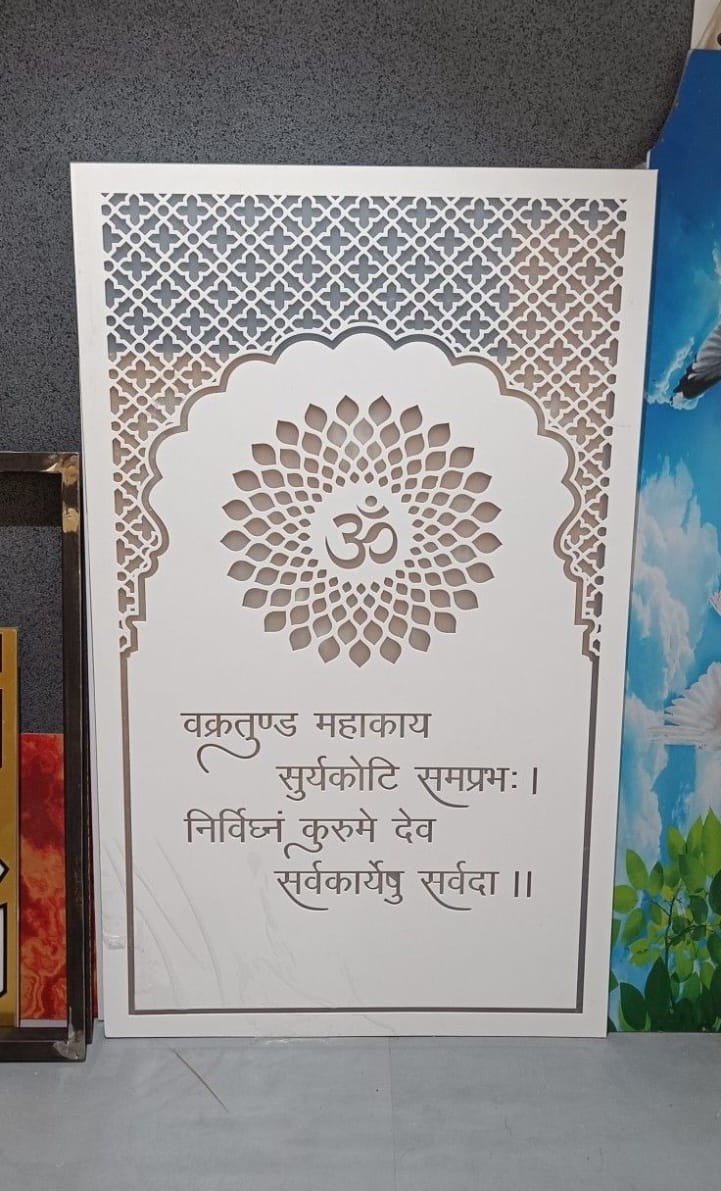 ॐ
वक्रतुण्ड महाकाय
सुर्यकोटि समप्रभः।
निर्विघ्नं कुरुमे देव
सर्वकार्येषु सर्वदा ।।